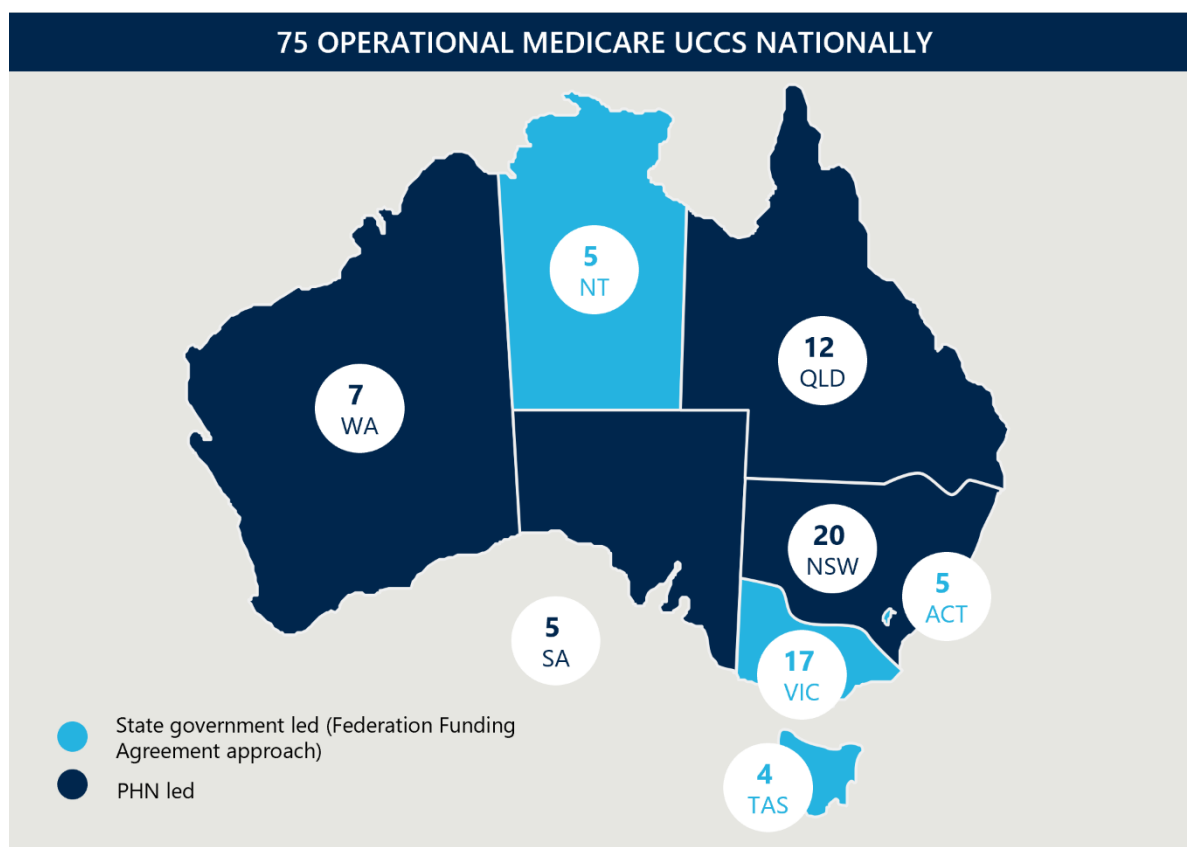 75 OPERATIONAL MEDICARE UCCS NATIONALLY
5
NT
12
QLD
7
WA
20
NSW
5
ACT
5
SA
17
VIC
4
TAS
State government led (Federation Funding
Agreement approach)
PHN led